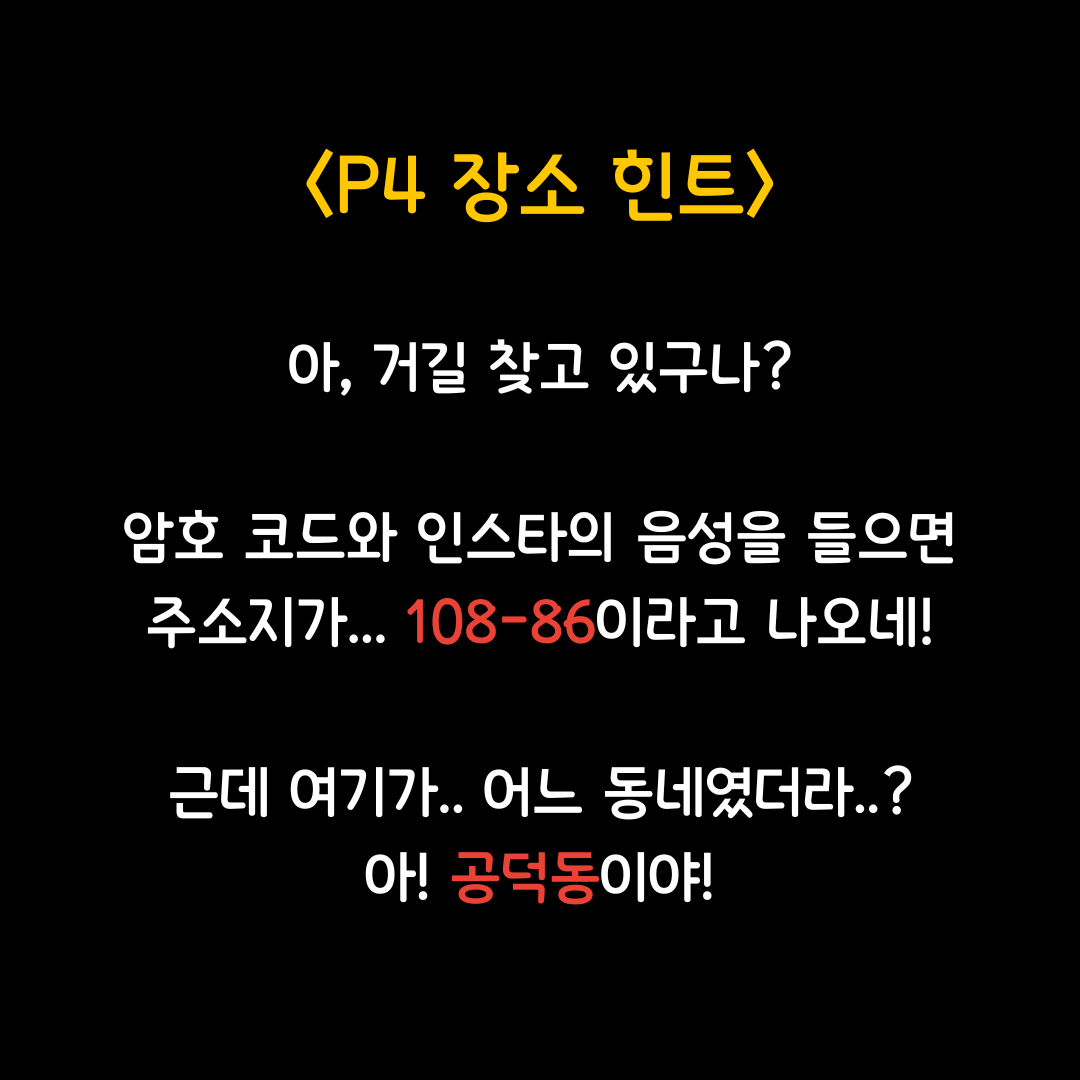 <P4 장소 힌트>
아, 거길 찾고 있구나?
암호 코드와 인스타의 음성을 들으면
주소지가... 108-86이라고 나오네!
근데 여기가.. 어느 동네였더라..?
아! 공덕동이야!